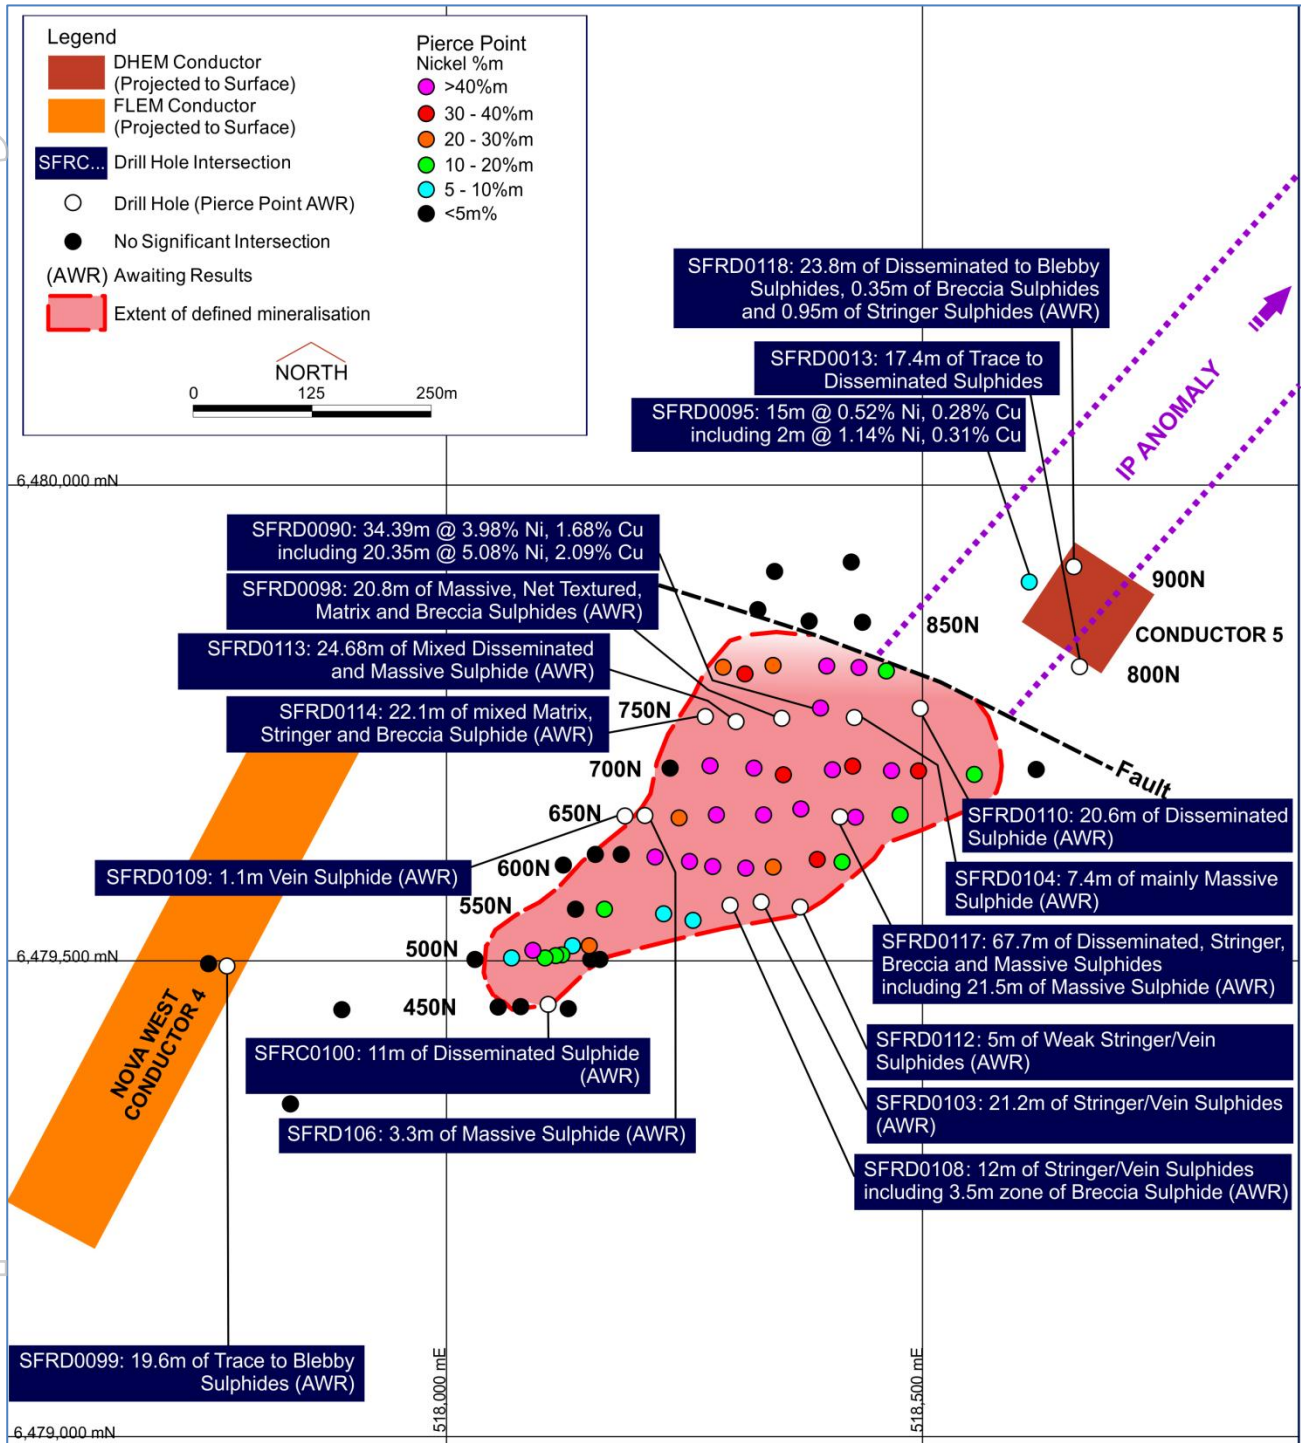 Legend
DHEM Conductor
(Projected to Surface)
FLEM Conductor
(Projected to Surface)
SFRC... Drill Hole Intersection
Drill Hole (Pierce Point AWR)
No Significant Intersection
(AWR) Awaiting Results
Extent of defined mineralisation
Pierce Point
Nickel %m
>40%m
30 - 40%m
20 - 30%m
10 - 20%m
5 - 10%m
<5m%
NORTH
0 125 250m
SFRD0118: 23.8m of Disseminated to Blebby
Sulphides, 0.35m of Breccia Sulphides
and 0.95m of Stringer Sulphides (AWR)
SFRD0013: 17.4m of Trace to
Disseminated Sulphides
SFRD0095: 15m @ 0.52% Ni, 0.28% Cu
including 2m @ 1.14% Ni, 0.31% Cu
IP ANOMALY
6,480,000 mN
SFRD0090: 34.39m @ 3.98% Ni, 1.68% Cu
including 20.35m @ 5.08% Ni, 2.09% Cu
SFRD0098: 20.8m of Massive, Net Textured,
Matrix and Breccia Sulphides (AWR)
SFRD0113: 24.68m of Mixed Disseminated
and Massive Sulphide (AWR)
SFRD0114: 22.1m of mixed Matrix,
Stringer and Breccia Sulphide (AWR)
900N
850N
CONDUCTOR 5
800N
750N
700N
Fault
650N
SFRD0110: 20.6m of Disseminated
Sulphide (AWR)
600N
SFRD0109: 1.1m Vein Sulphide (AWR)
SFRD0104: 7.4m of mainly Massive
Sulphide (AWR)
550N
500N
6,479,500 mN
SFRD0117: 67.7m of Disseminated, Stringer,
Breccia and Massive Sulphides
including 21.5m of Massive Sulphide (AWR)
450N
NOVA WEST
CONDUCTOR 4
SFRC0100: 11m of Disseminated Sulphide
(AWR)
SFRD0112: 5m of Weak Stringer/Vein
Sulphides (AWR)
SFRD0103: 21.2m of Stringer/Vein Sulphides
(AWR)
SFRD106: 3.3m of Massive Sulphide (AWR)
SFRD0108: 12m of Stringer/Vein Sulphides
including 3.5m zone of Breccia Sulphide (AWR)
SFRD0099: 19.6m of Trace to Blebby
Sulphides (AWR)
518,000 mE
518,500 mE
6,479,000 mN